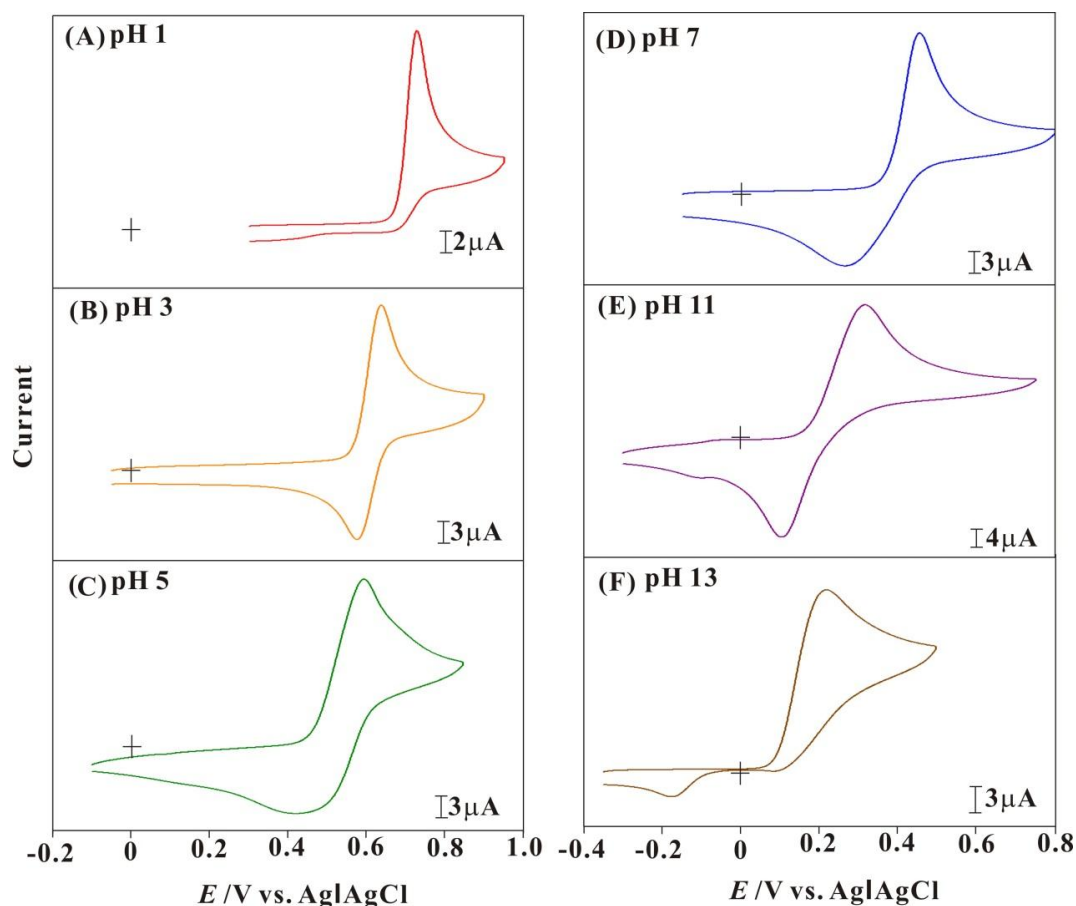 (A) pH 1
2μA
(B) pH 3
3μA
(C) pH 5
3μA
-0.2 0 0.2 0.4 0.6 0.8 1.0
E /V vs. Ag|AgCl
Current
(D) pH 7
3μA
(E) pH 11
4μA
(F) pH 13
3μA
-0.4 -0.2 0 0.2 0.4 0.6 0.8
E /V vs. Ag|AgCl